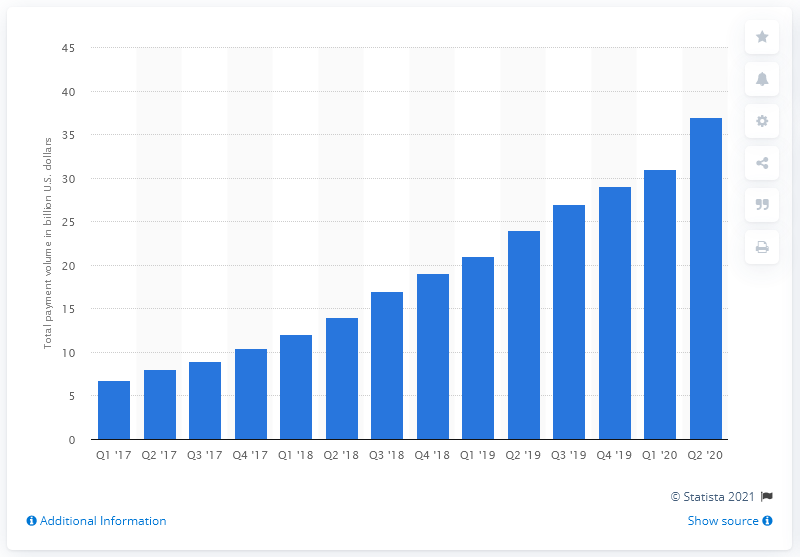 45
40
35
30
25
20
15
10
5
0
Total payment volume in billion U.S. dollars
Q1 '17 Q2 '17 Q3 '17 Q4 '17 Q1 '18 Q2 '18 Q3 '18 Q4 '18 Q1 '19 Q2 '19 Q3 '19 Q4 '19 Q1 '20 Q2 '20
© Statista 2021
Additional Information
Show source